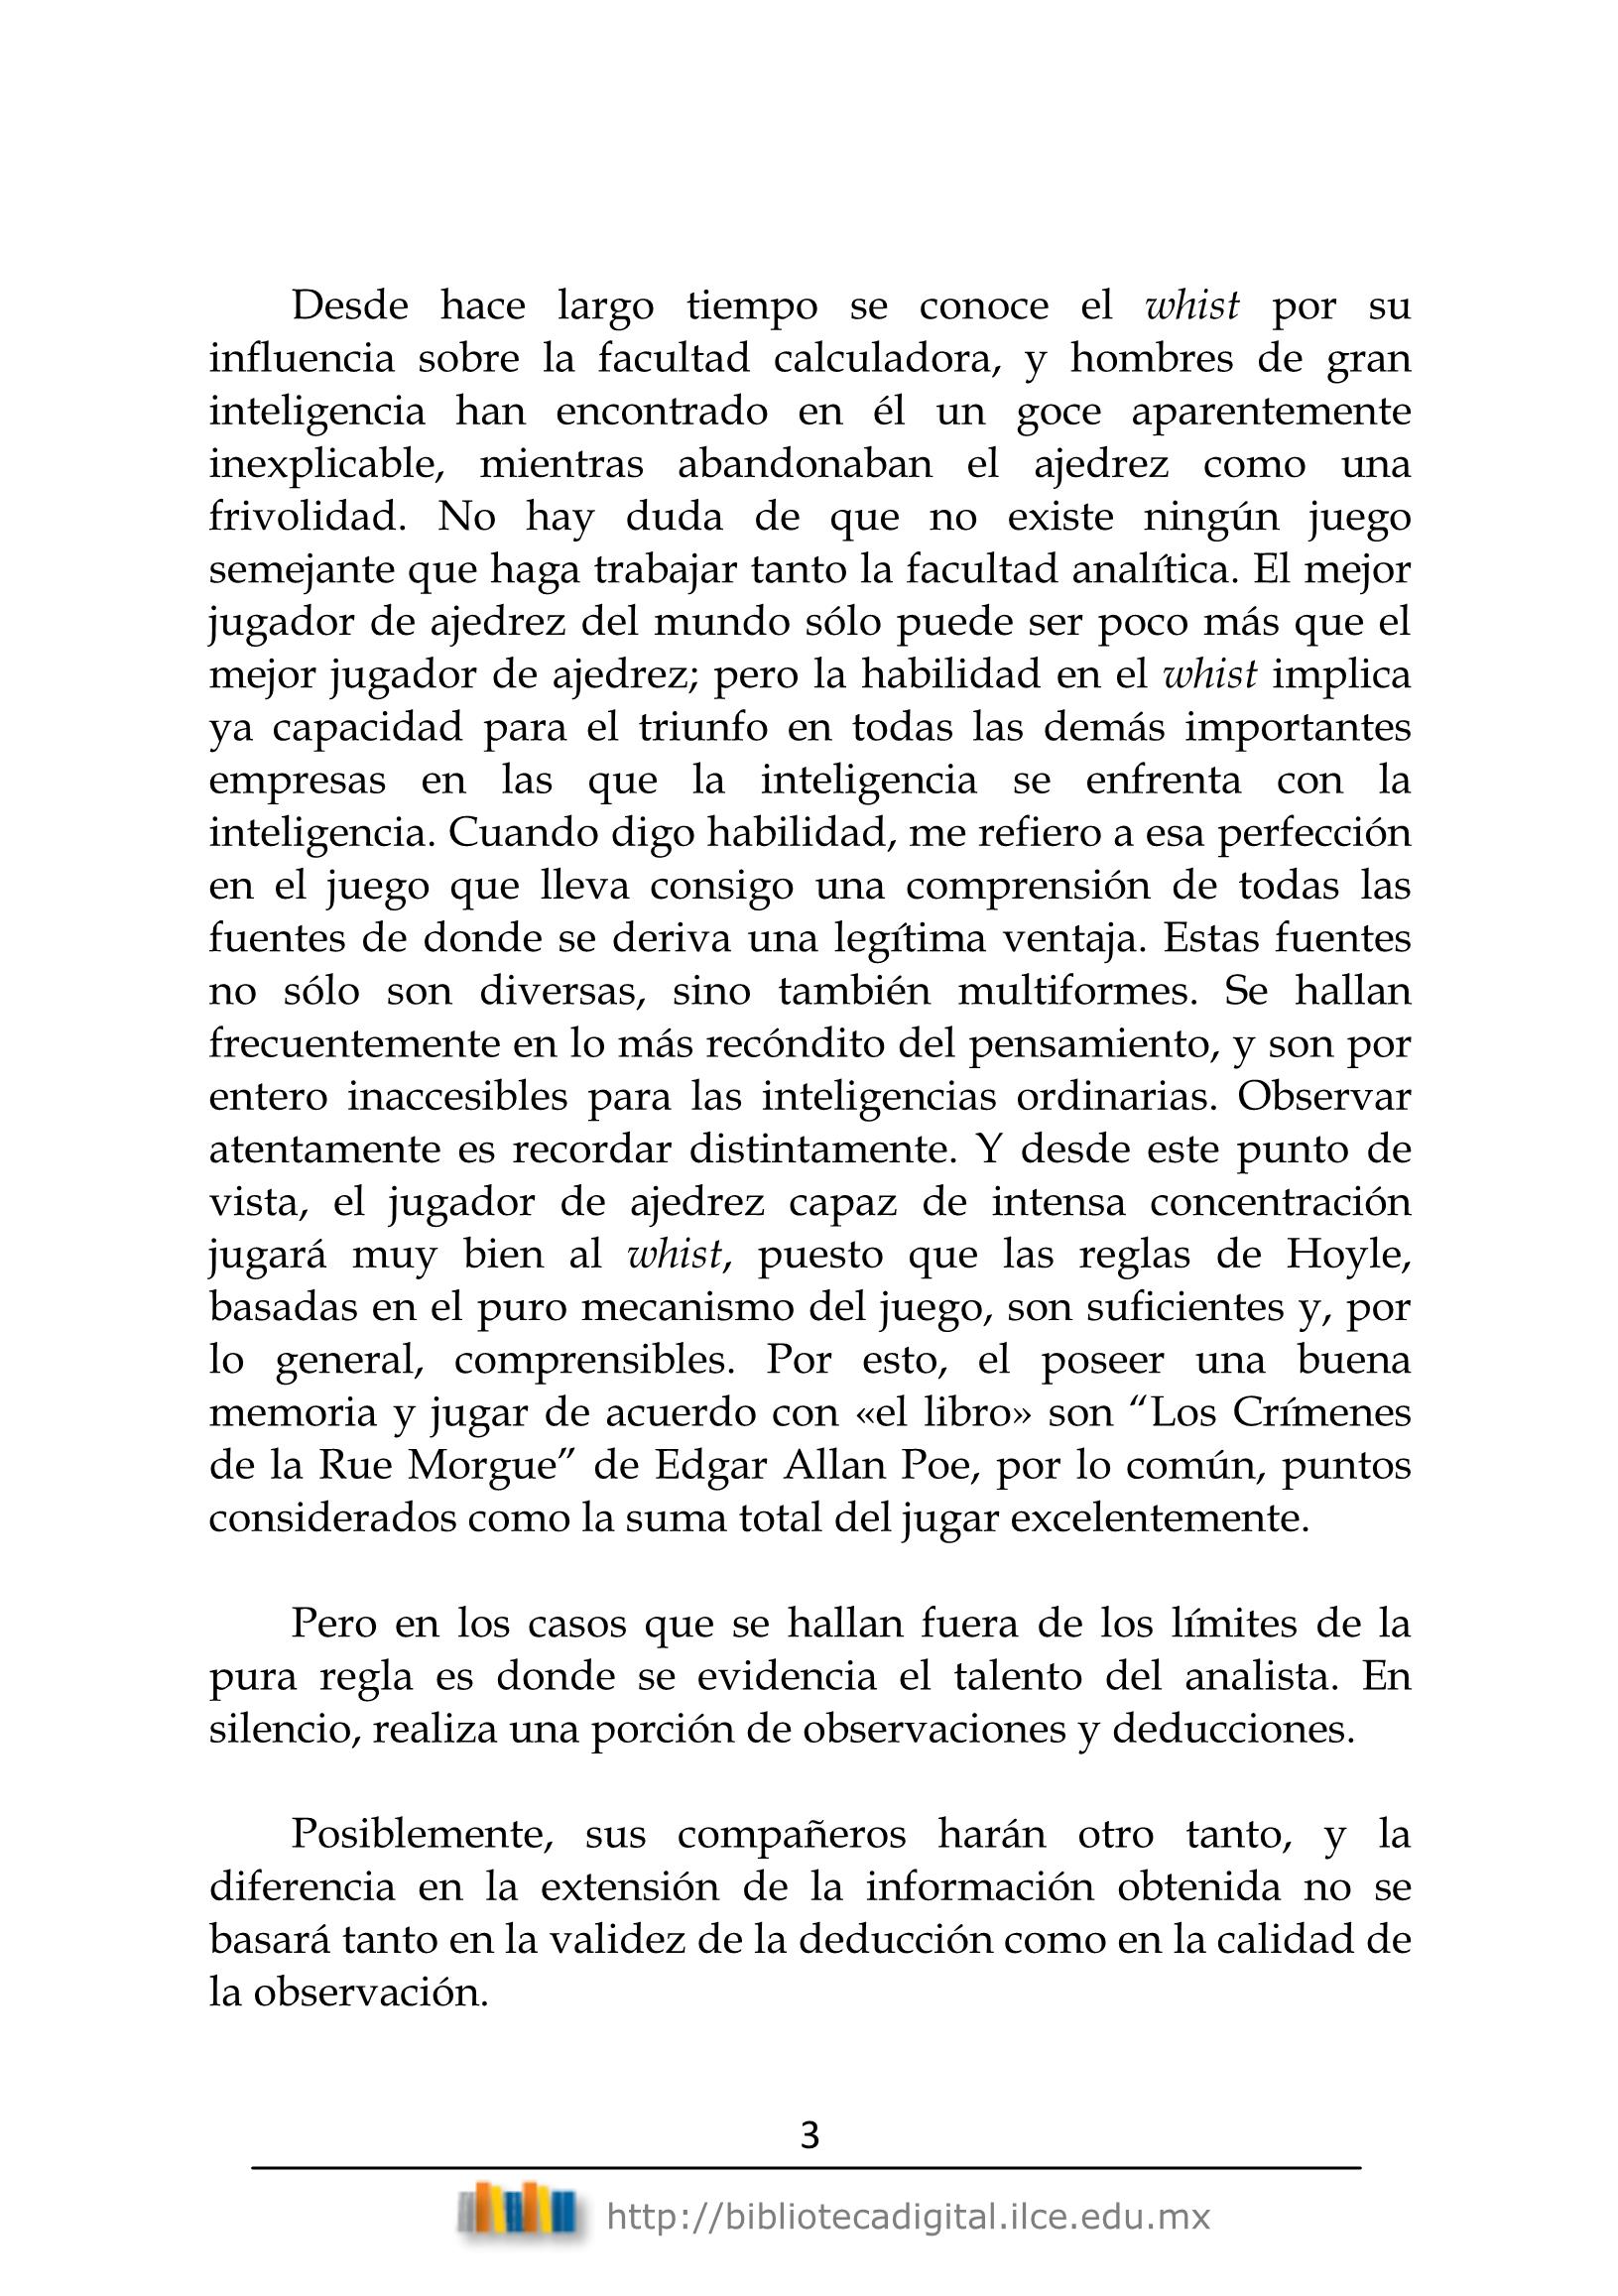 Desde hace largo tiempo se conoce el whist por su
influencia sobre la facultad calculadora, y hombres de gran
inteligencia han encontrado en él un goce aparentemente
inexplicable, mientras abandonaban el ajedrez como una
frivolidad. No hay duda de que no existe ningún juego
semejante que haga trabajar tanto la facultad analítica. El mejor
jugador de ajedrez del mundo sólo puede ser poco más que el
mejor jugador de ajedrez; pero la habilidad en el whist implica
ya capacidad para el triunfo en todas las demás importantes
empresas en las que la inteligencia se enfrenta con la
inteligencia. Cuando digo habilidad, me refiero a esa perfección
en el juego que lleva consigo una comprensión de todas las
fuentes de donde se deriva una legítima ventaja. Estas fuentes
no sólo son diversas, sino también multiformes. Se hallan
frecuentemente en lo más recóndito del pensamiento, y son por
entero inaccesibles para las inteligencias ordinarias. Observar
atentamente es recordar distintamente. Y desde este punto de
vista, el jugador de ajedrez capaz de intensa concentración
jugará muy bien al whist, puesto que las reglas de Hoyle,
basadas en el puro mecanismo del juego, son suficientes y, por
lo general, comprensibles. Por esto, el poseer una buena
memoria y jugar de acuerdo con «el libro» son “Los Crímenes
de la Rue Morgue” de Edgar Allan Poe, por lo común, puntos
considerados como la suma total del jugar excelentemente.
Pero en los casos que se hallan fuera de los límites de la
pura regla es donde se evidencia el talento del analista. En
silencio, realiza una porción de observaciones y deducciones.
Posiblemente, sus compañeros harán otro tanto, y la
diferencia en la extensión de la información obtenida no se
basará tanto en la validez de la deducción como en la calidad de
la observación.
3
http://bibliotecadigital.ilce.edu.mx